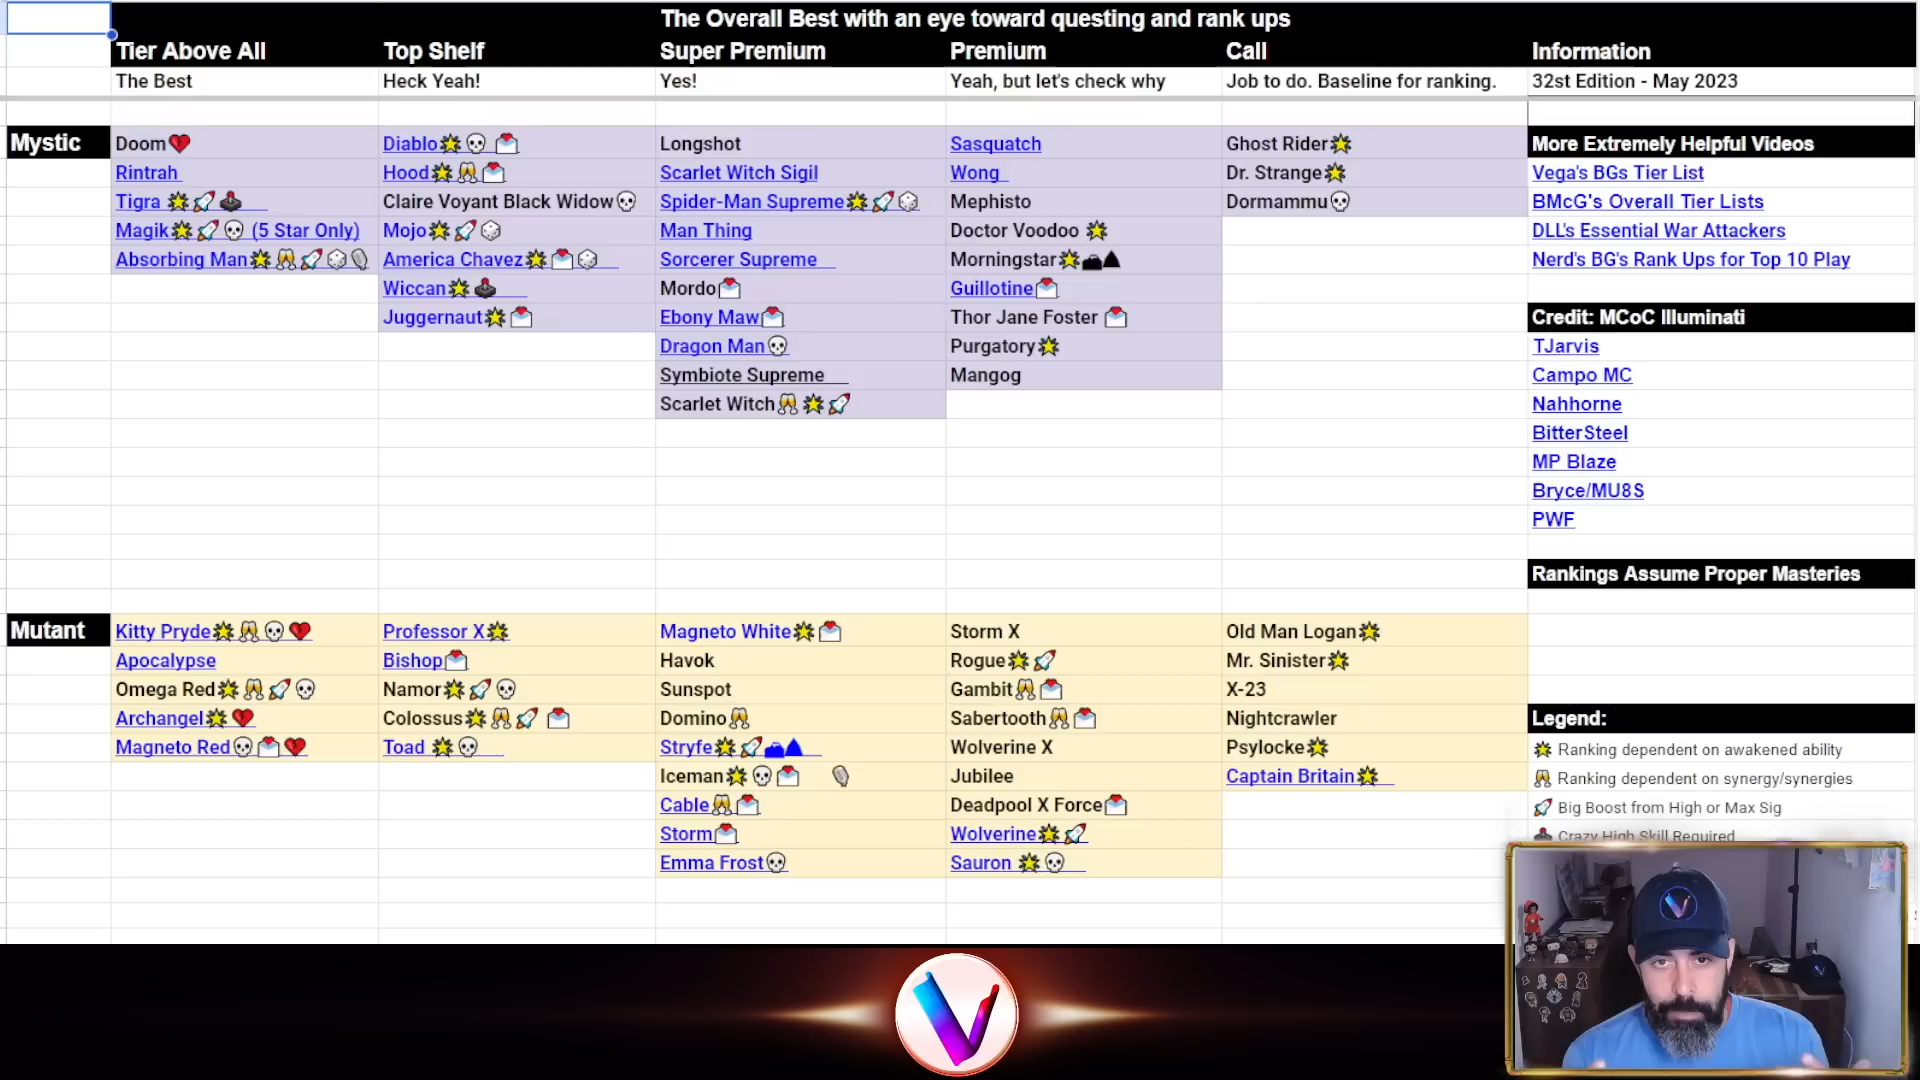 The Overall Best with an eye toward questing and rank ups
Tier Above All Top Shelf Super Premium Premium Call Information
The Best Heck Yeah! Yes! Yeah, but let's check why Job to do. Baseline for ranking. 32st Edition - May 2023
Mystic Doom💔 Diablo🌟💀💌 Longshot Sasquatch Ghost Rider🌟 More Extremely Helpful Videos
Rintrah Hood🌟🥂💌 Scarlet Witch Sigil Wong Dr. Strange🌟 Vega's BGs Tier List
Tigra 🌟🚀🕹 Claire Voyant Black Widow💀 Spider-Man Supreme🌟🚀🎲 Mephisto Dormammu💀 BMcG's Overall Tier Lists
Magik🌟🚀💀 (5 Star Only) Mojo🌟🚀🎲 Man Thing Doctor Voodoo 🌟 DLL's Essential War Attackers
Absorbing Man🌟🥂🚀🎲 America Chavez🌟💌🎲 Sorcerer Supreme Morningstar🌟 Nerd's BG's Rank Ups for Top 10 Play
Wiccan🌟🕹 Mordo💌 Guillotine💌
Juggernaut🌟💌 Ebony Maw💌 Thor Jane Foster 💌 Credit: MCoC Illuminati
Dragon Man💀 Purgatory🌟 TJarvis
Symbiote Supreme Mangog Campo MC
Scarlet Witch🥂🌟🚀 Nahhorne
BitterSteel
MP Blaze
Bryce/MU8S
PWF
Rankings Assume Proper Masteries
Mutant Kitty Pryde🌟🥂💀💔 Professor X🌟 Magneto White🌟💌 Storm X Old Man Logan🌟
Apocalypse Bishop💌 Havok Rogue🌟🚀 Mr. Sinister🌟
Omega Red🌟🥂🚀💀 Namor🌟🚀💀 Sunspot Gambit🥂💌 X-23
Archangel🌟💔 Colossus🌟🥂🚀💌 Domino🥂 Sabertooth🥂💌 Nightcrawler Legend:
Magneto Red💀💌💔 Toad 🌟💀 Stryfe🌟🚀 Wolverine X Psylocke🌟 🌟 Ranking dependent on awakened ability
Iceman🌟💀💌 Jubilee Captain Britain🌟 🥂 Ranking dependent on synergy/synergies
Cable🥂💌 Deadpool X Force💌 🚀 Big Boost from High or Max Sig
Storm💌 Wolverine🌟🚀 🕹 Crazy High Skill Required
Emma Frost💀 Sauron 🌟💀
V